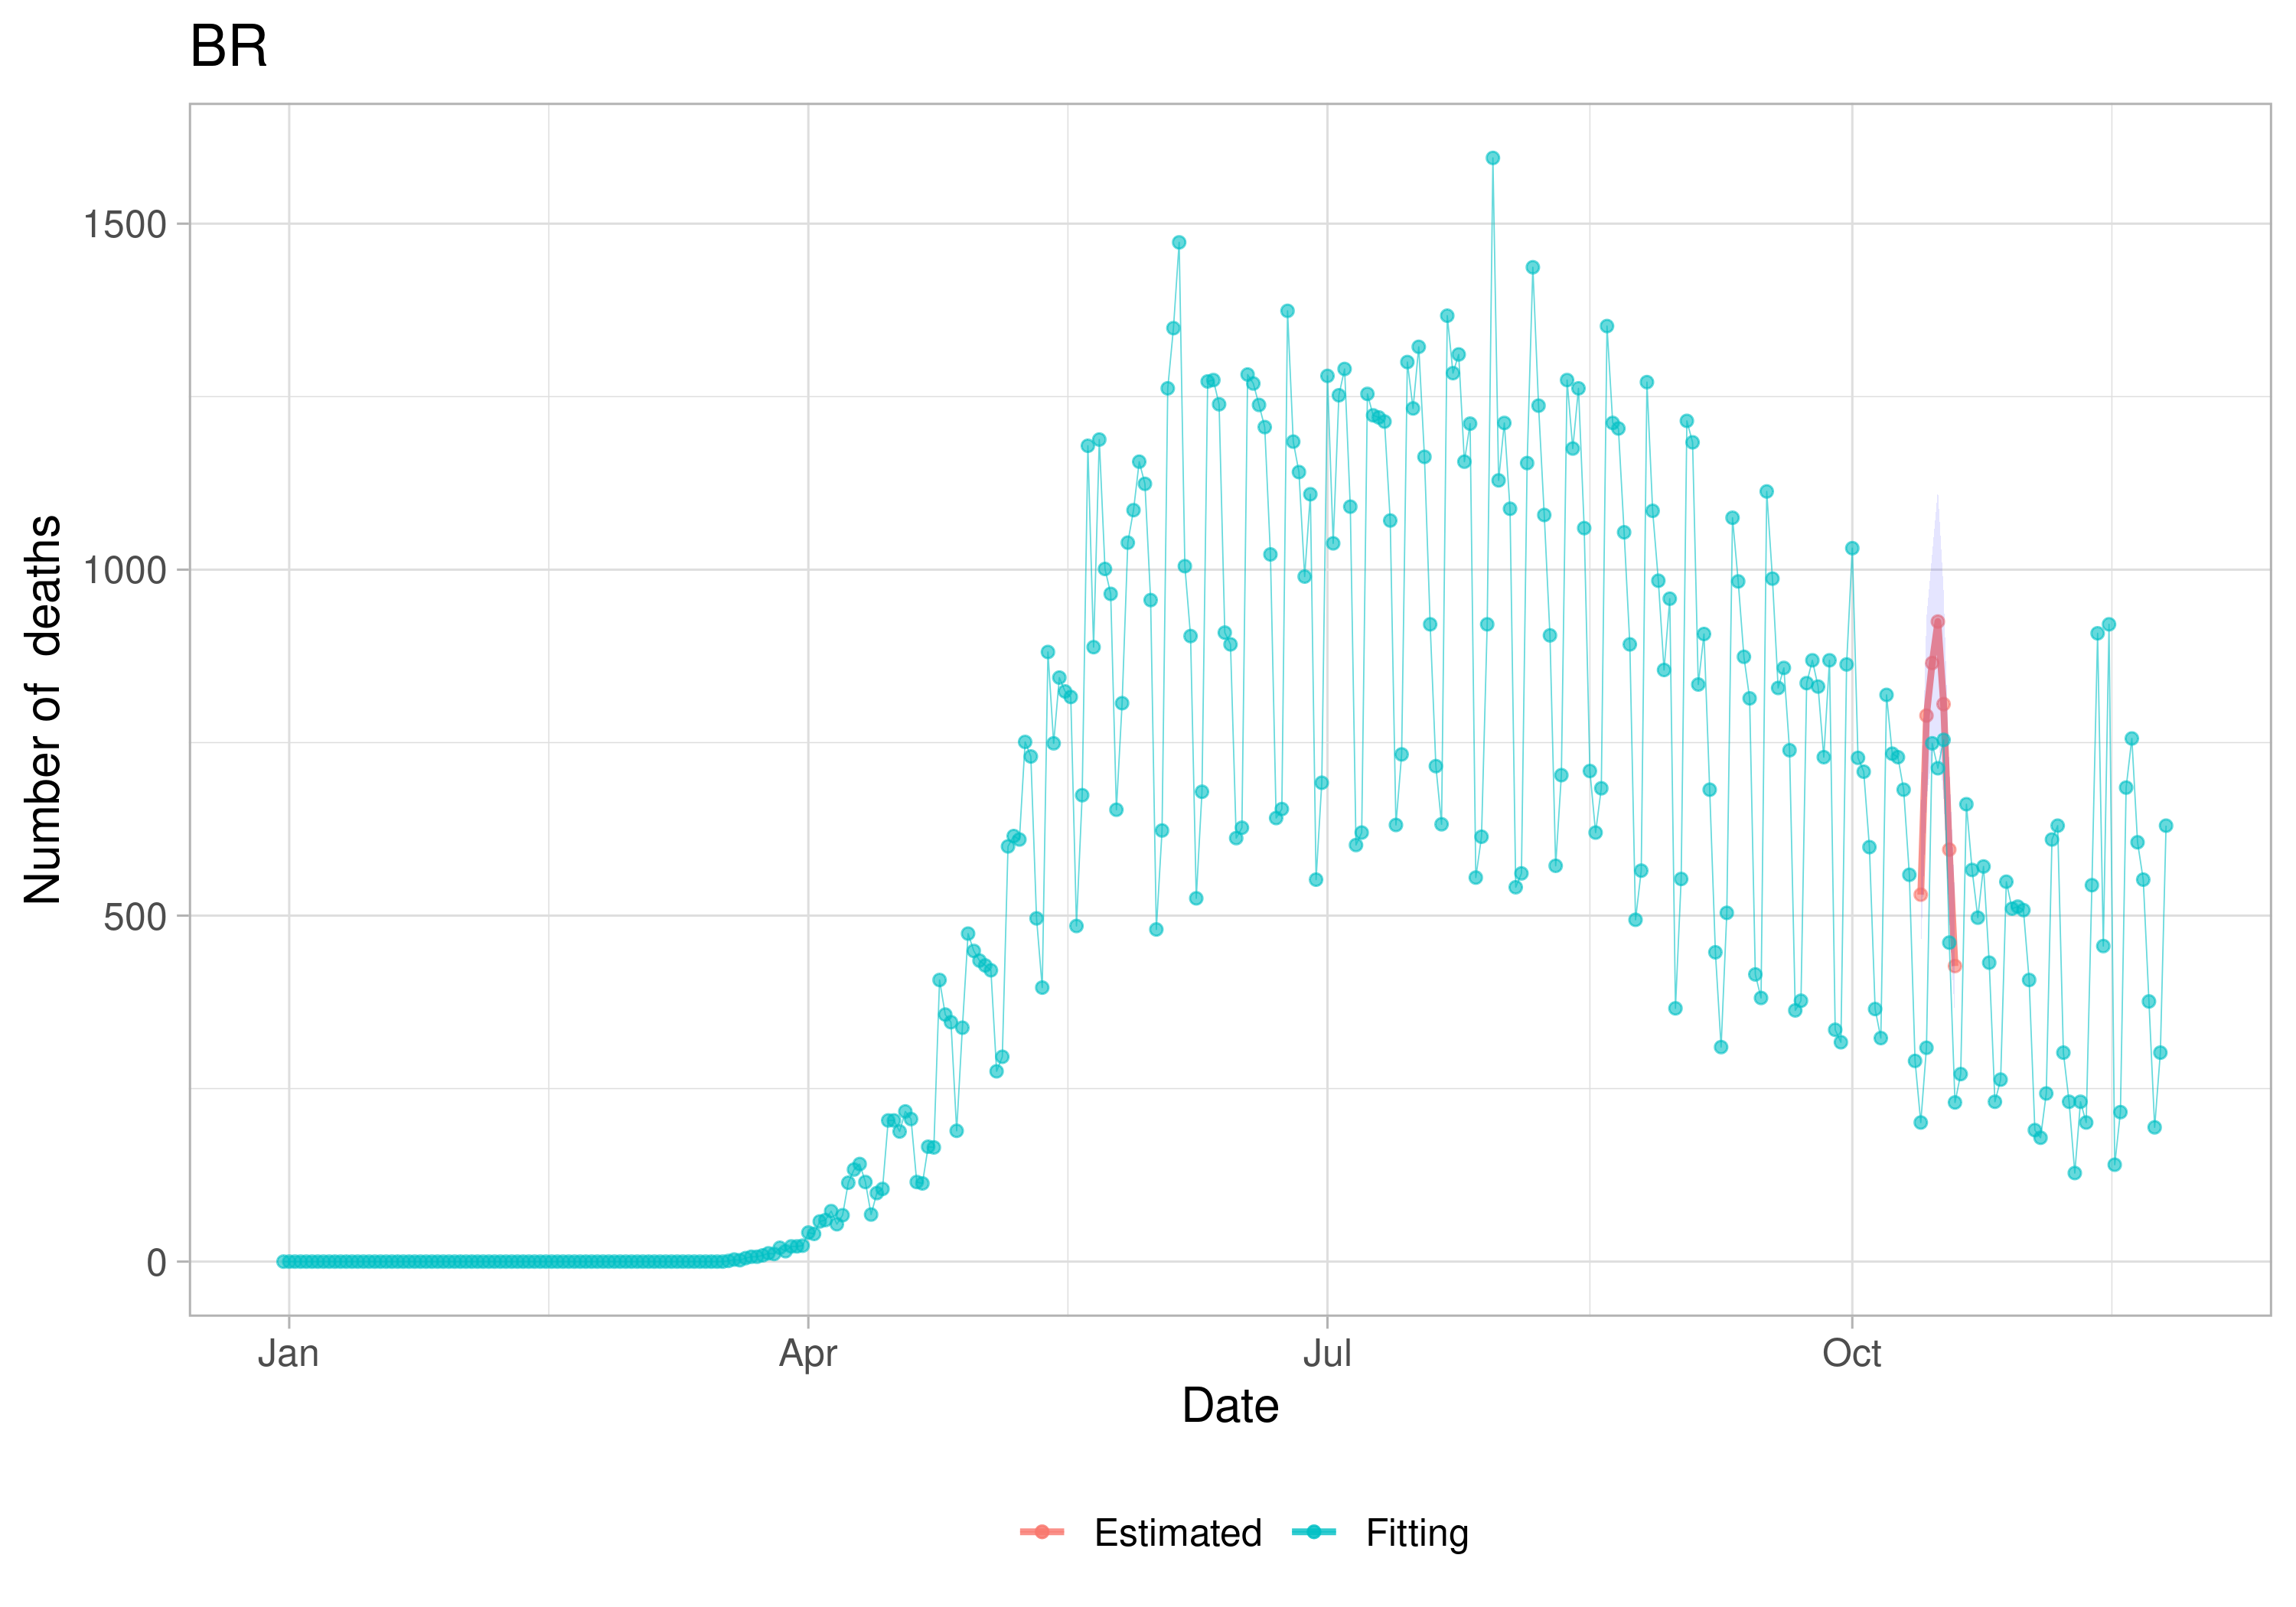 BR
1500
1000
500
0
Number of deaths
Jan
Apr
Jul
Oct
Date
Estimated
Fitting